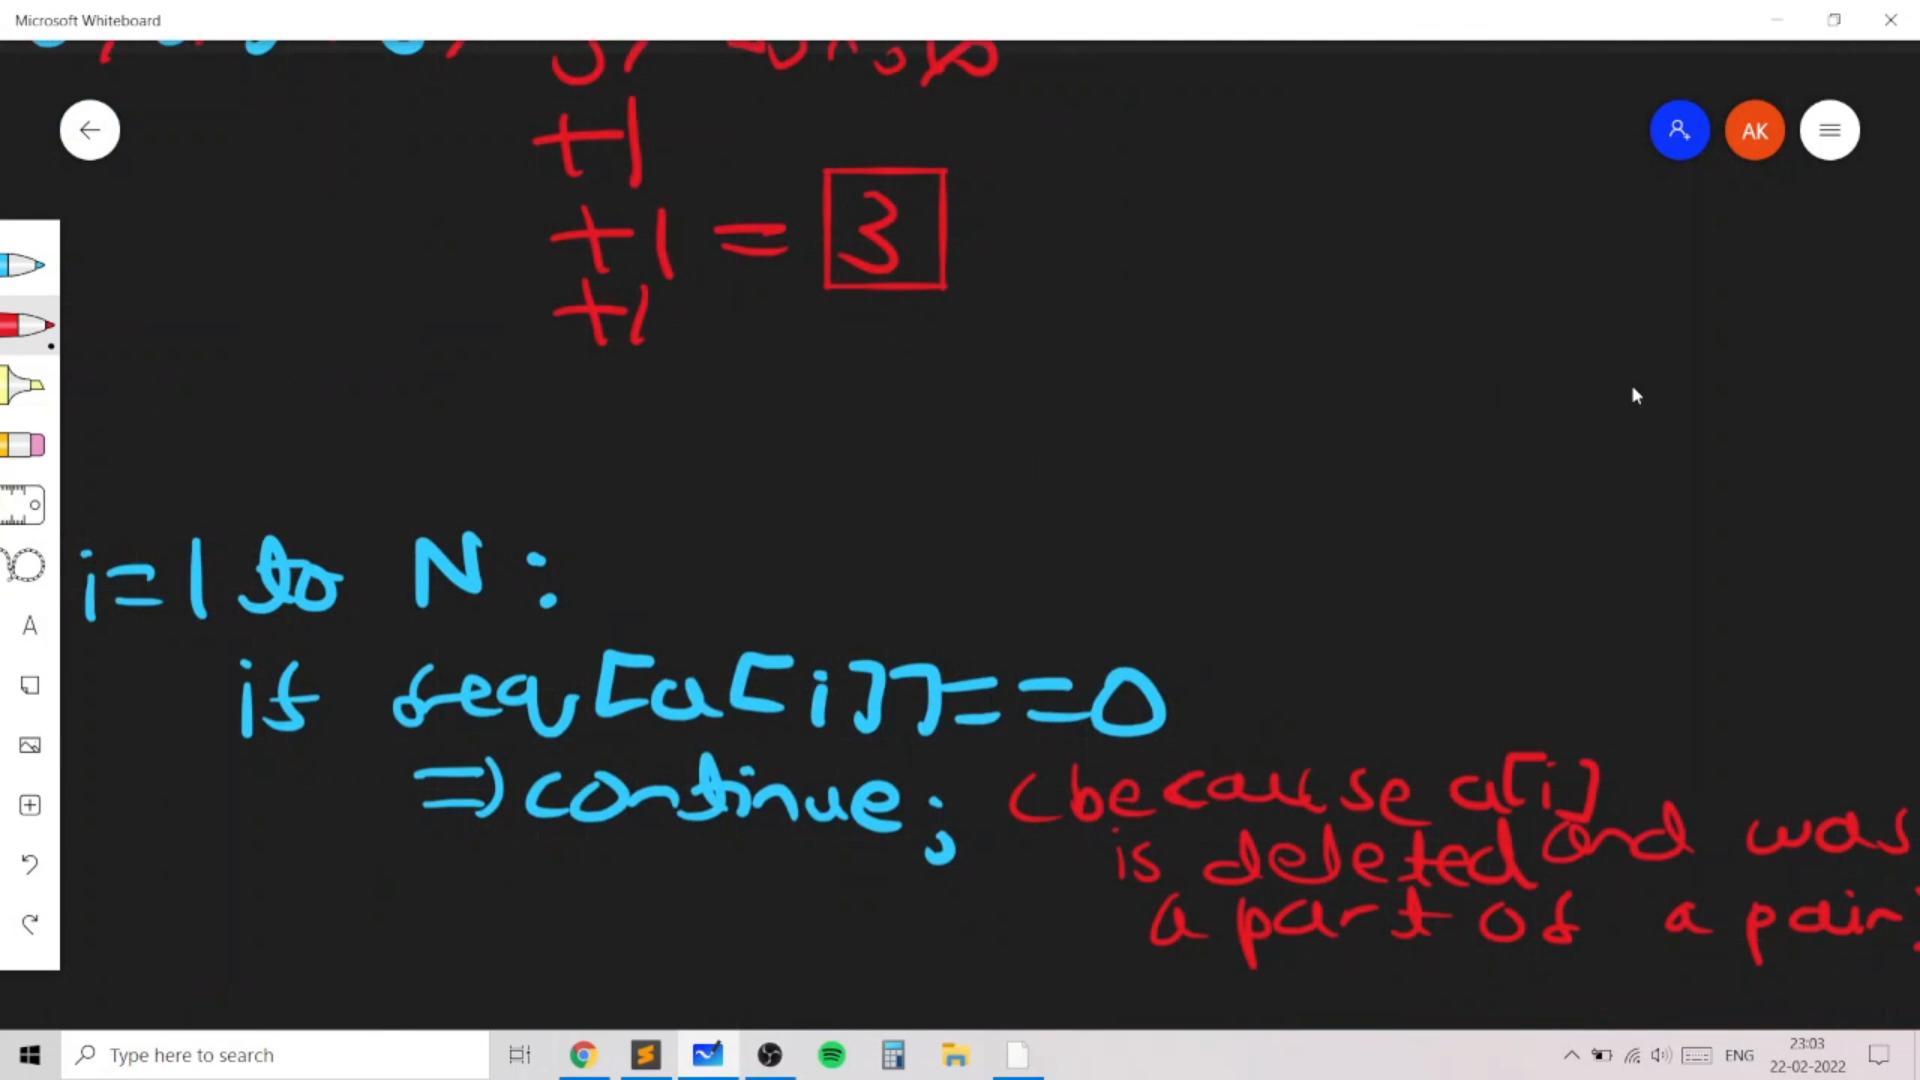 Microsoft Whiteboard
AK
+1
+1 = 3
+1
i=1 to N:
if freq[a[i]]==0
=> continue; (because a[i]
is deleted and was
a part of a pair)
A
Type here to search
ENG
23:03
22-02-2022